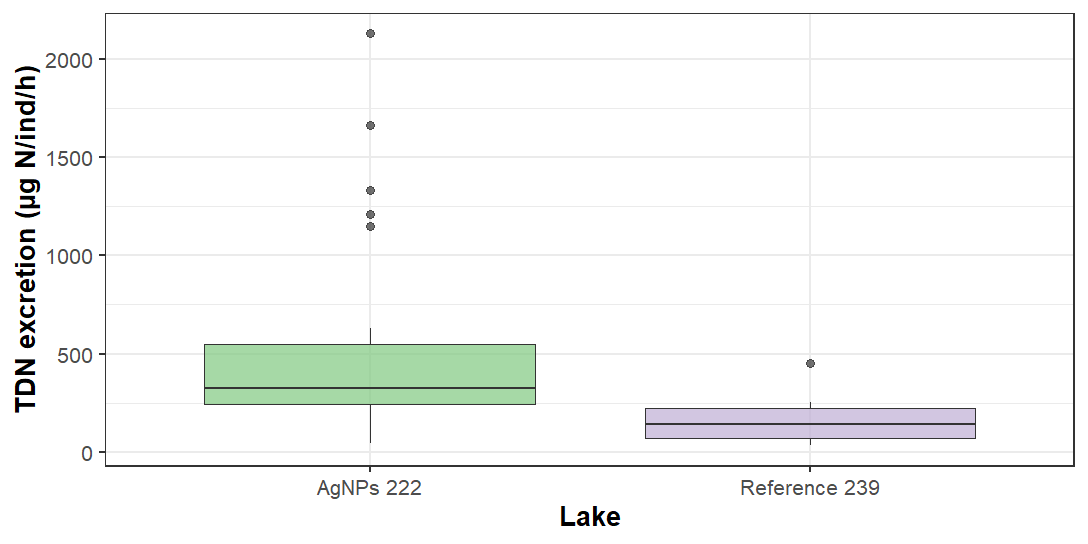 TDN excretion (µg N/ind/h)
2000
1500
1000
500
0
AgNPs 222
Reference 239
Lake